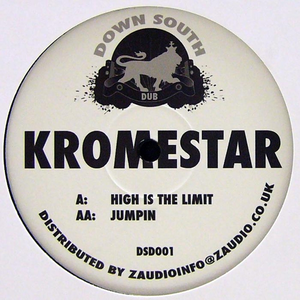 DOWN SOUTH
DUB
KROMESTAR
A: HIGH IS THE LIMIT
AA: JUMPIN
DSD001
DISTRIBUTED BY ZAUDIOINFO@ZAUDIO.CO.UK